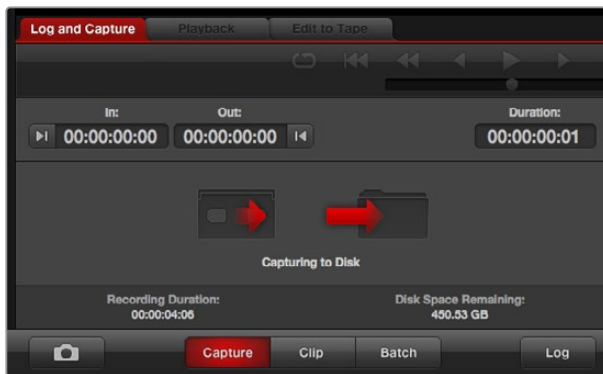 Log and Capture Playback Edit to Tape
In: Out: Duration:
00:00:00:00 00:00:00:00 00:00:00:01
Capturing to Disk
Recording Duration: Disk Space Remaining:
00:00:04:06 450.53 GB
Capture Clip Batch Log